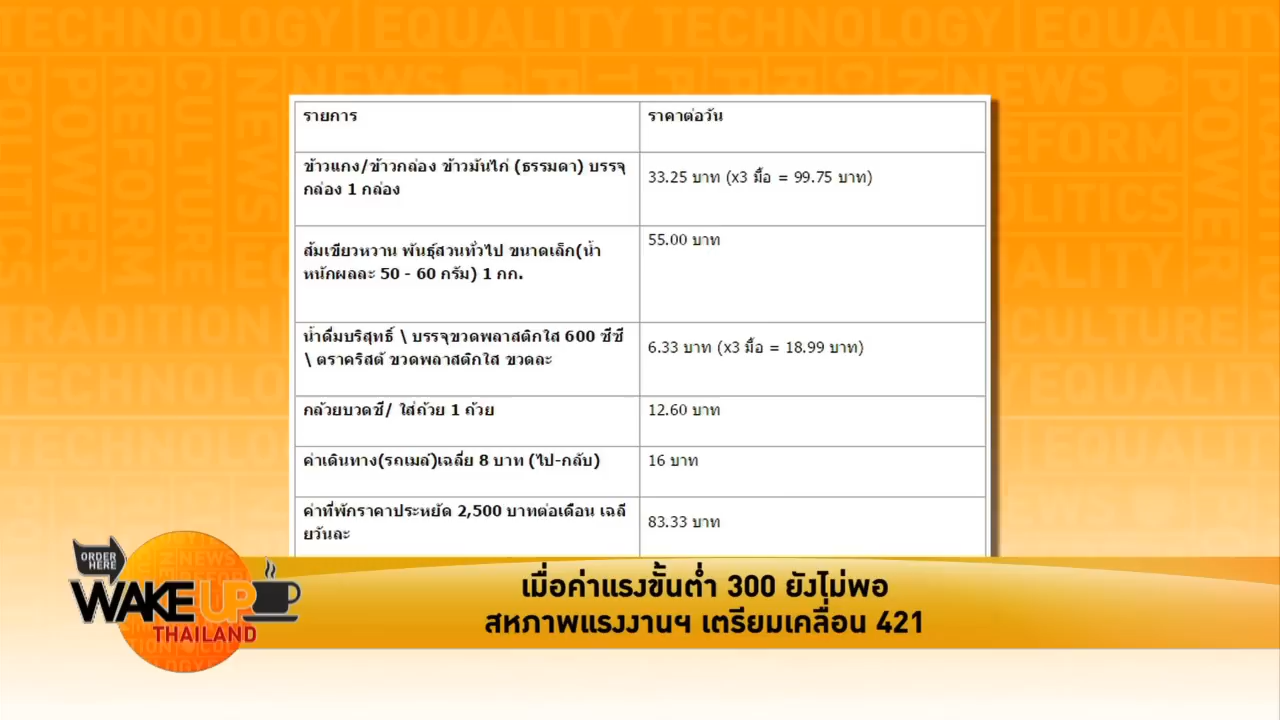 TECHNOLOGY EQUALITY TECHNOLOGY EQUALITY
รายการ
ราคาต่อวัน
ข้าวแกง/ข้าวกล่อง ข้าวมันไก่ (ธรรมดา) บรรจุ
กล่อง 1 กล่อง
33.25 บาท (x3 มื้อ = 99.75 บาท)
ส้มเขียวหวาน พันธุ์สวนทั่วไป ขนาดเล็ก(น้ำ
หนักผลละ 50 - 60 กรัม) 1 กก.
55.00 บาท
น้ำดื่มบริสุทธิ์ \ บรรจุขวดพลาสติกใส 600 ซีซี
\ ตราคริสตัํ ขวดพลาสติกใส ขวดละ
6.33 บาท (x3 มื้อ = 18.99 บาท)
กล้วยบวดชี/ ใส่ถ้วย 1 ถ้วย
12.60 บาท
ค่าเดินทาง(รถเมล์)เฉลี่ย 8 บาท (ไป-กลับ)
16 บาท
ค่าที่พักราคาประหยัด 2,500 บาทต่อเดือน เฉลี่
ยวันละ
83.33 บาท
ORDER
HERE
WAKE UP
THAILAND
เมื่อค่าแรงขั้นต่ำ 300 ยังไม่พอ
สหภาพแรงงานฯ เตรียมเคลื่อน 421